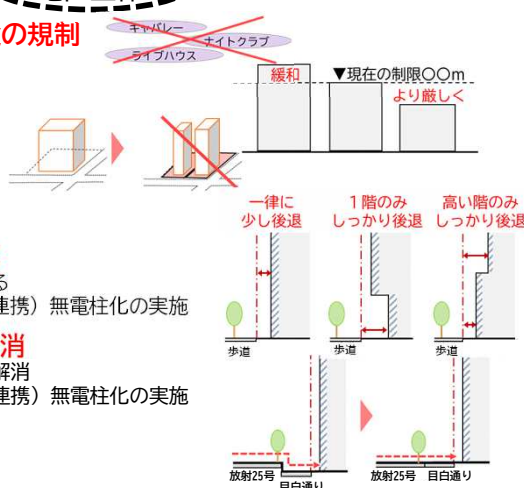 の規制
キャバレー
ナイトクラブ
ライブハウス
緩和
▼現在の制限〇〇m
より厳しく
一律に
少し後退
1階のみ
しっかり後退
高い階のみ
しっかり後退
歩道
歩道
歩道
る
連携）無電柱化の実施
消
解消
連携）無電柱化の実施
放射25号
目白通り
放射25号
目白通り